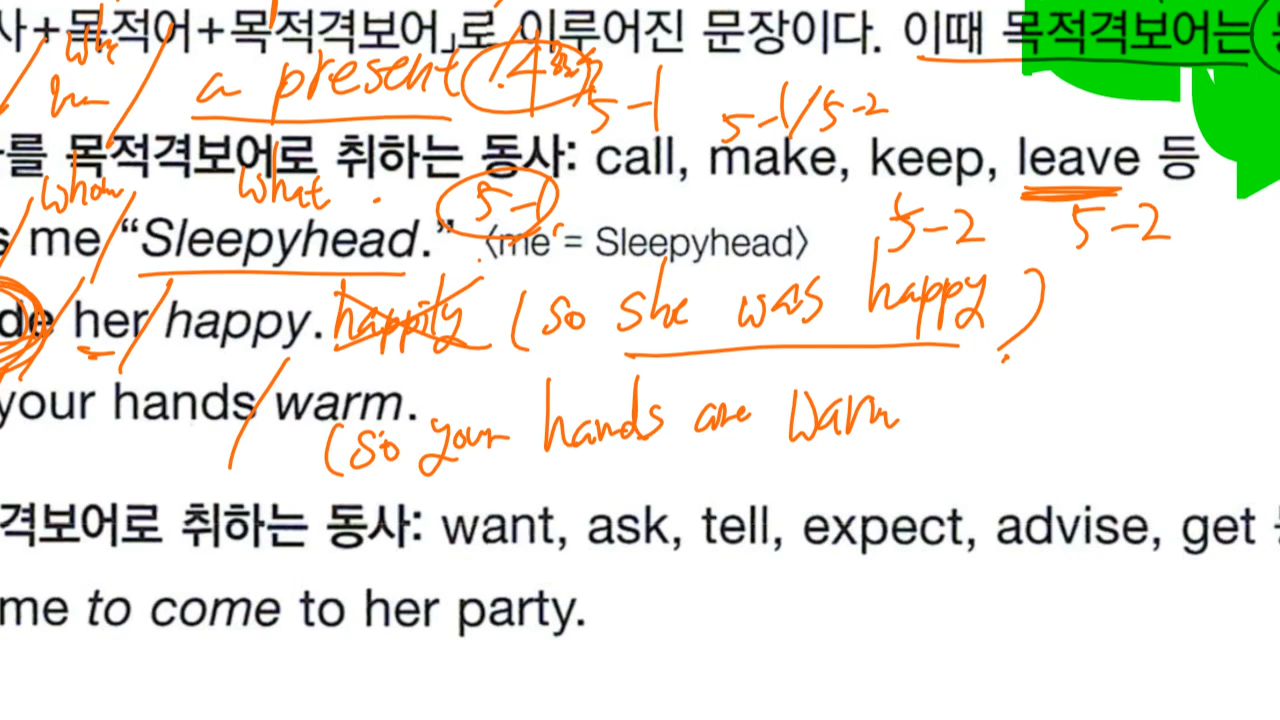 사+목적어+목적격보어」로 이루어진 문장이다. 이때 목적격보어는
a present 4형식
5-1 5-1/5-2
를 목적격보어로 취하는 동사: call, make, keep, leave 등
whom what 5-1 5-2 5-2
s me “Sleepyhead.” 〈me = Sleepyhead〉
de her happy. happily (so she was happy)
your hands warm.
(so your hands are warm
격보어로 취하는 동사: want, ask, tell, expect, advise, get
me to come to her party.